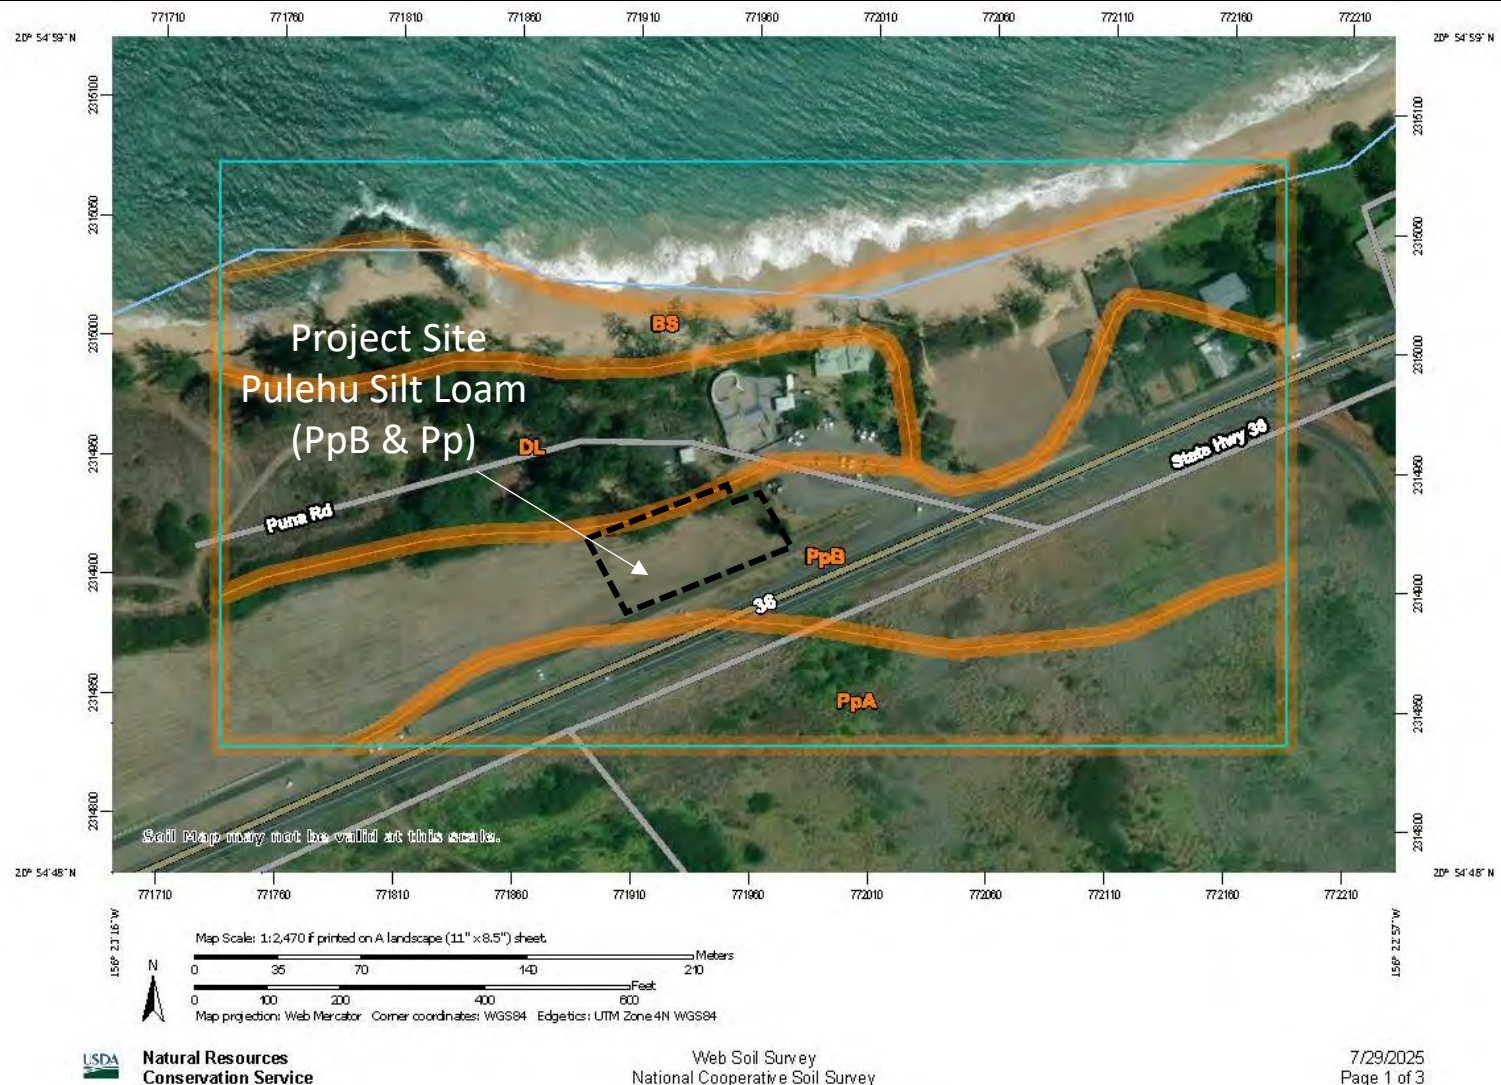 771710 771760 771810 771860 771910 771960 772010 772060 772110 772160 772210
20° 54' 59'' N
20° 54' 59'' N
2315100
2315100
2315050
2315050
2315000
2315000
2314950
2314950
2314900
2314900
2314850
2314850
2314800
2314800
BS
Project Site
Pulehu Silt Loam
(PpB & Pp)
DL
State Hwy 36
Puna Rd
PpB
36
PpA
Soil Map may not be valid at this scale.
20° 54' 48'' N
20° 54' 48'' N
771710 771760 771810 771860 771910 771960 772010 772060 772110 772160 772210
156° 23' 16'' W
156° 22' 57'' W
Map Scale: 1:2,470 if printed on A landscape (11" x 8.5") sheet.
Meters
0 35 70 140 210
Feet
0 100 200 400 600
Map projection: Web Mercator Corner coordinates: WGS84 Edge tics: UTM Zone 4N WGS84
N
USDA
Natural Resources
Conservation Service
Web Soil Survey
National Cooperative Soil Survey
7/29/2025
Page 1 of 3